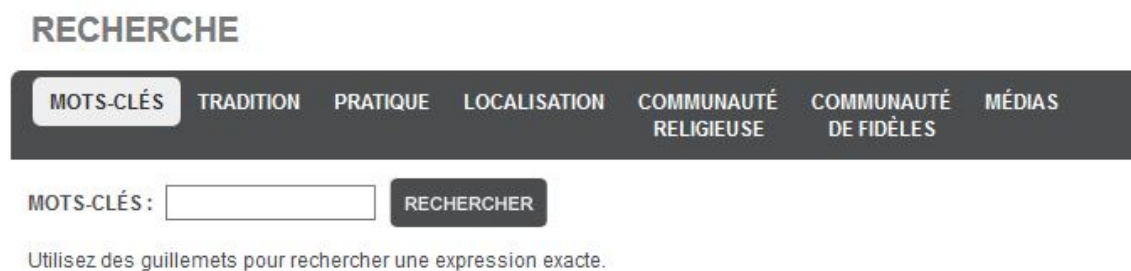 RECHERCHE
MOTS-CLÉS TRADITION PRATIQUE LOCALISATION COMMUNAUTÉ RELIGIEUSE COMMUNAUTÉ DE FIDÈLES MÉDIAS
MOTS-CLÉS : RECHERCHER
Utilisez des guillemets pour rechercher une expression exacte.